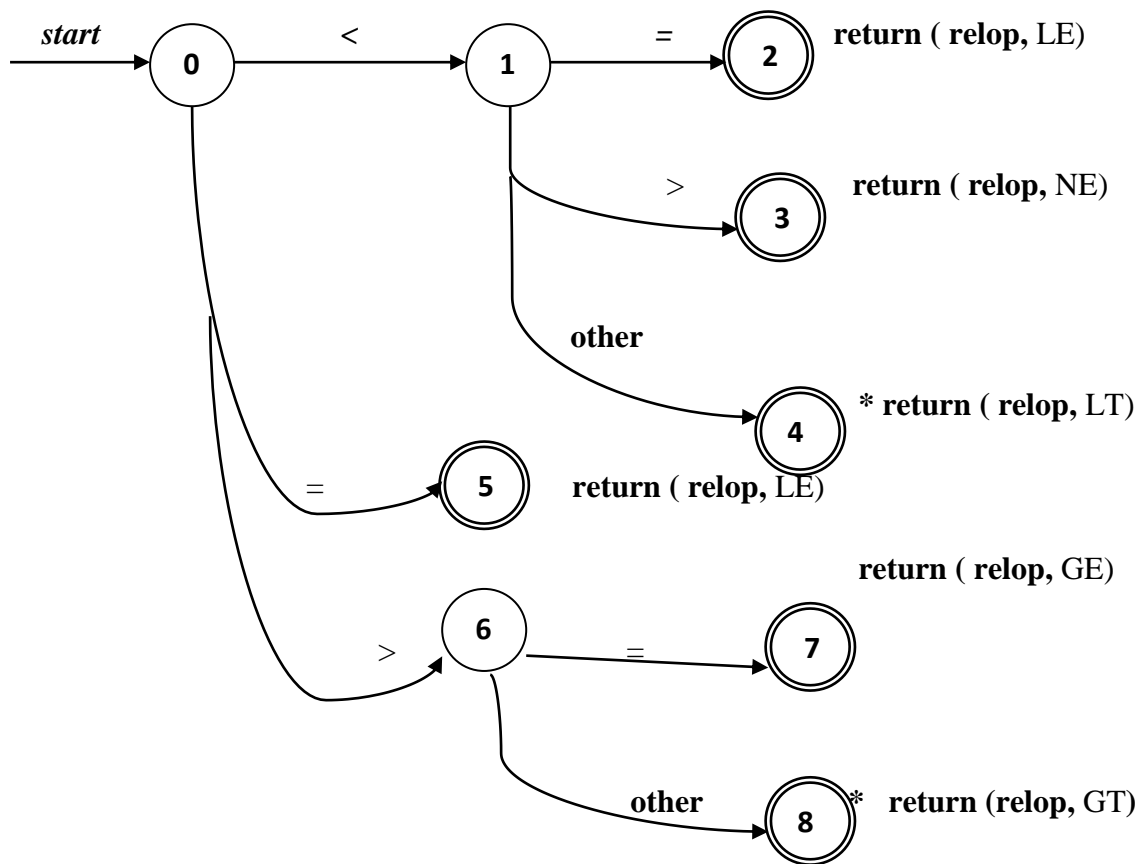 start < = return ( relop, LE)
0 1 2
> return ( relop, NE)
3
other
* return ( relop, LT)
4
= 5 return ( relop, LE)
return ( relop, GE)
6
> = 7
other 8 * return (relop, GT)